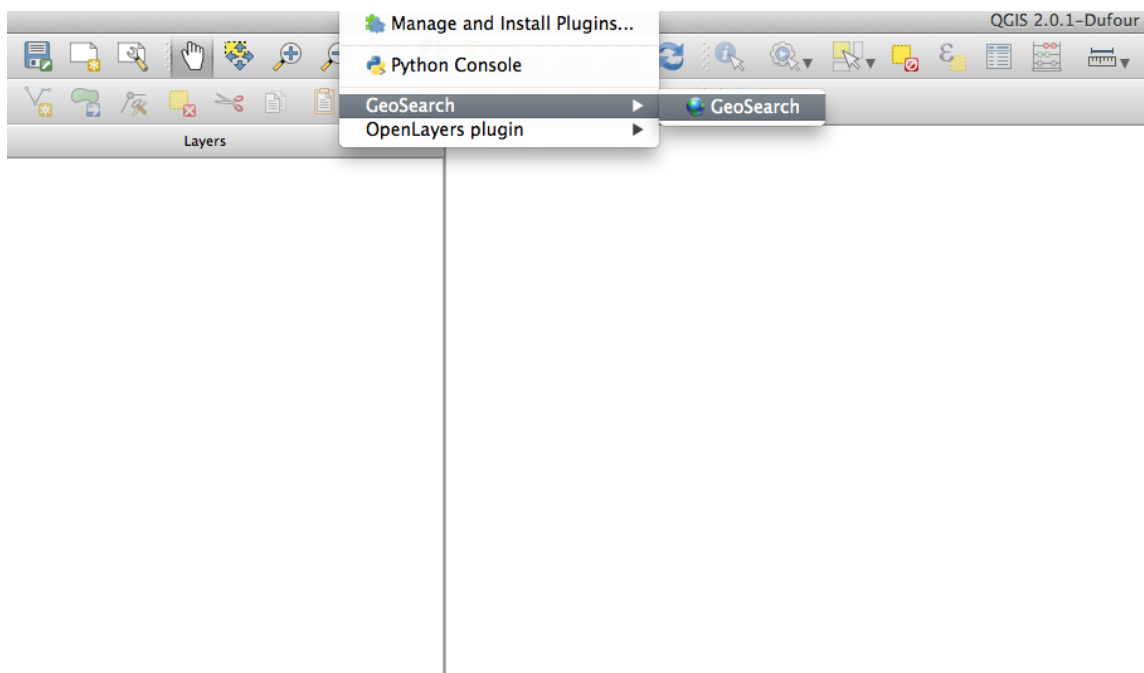 QGIS 2.0.1-Dufour
Manage and Install Plugins...
Python Console
GeoSearch
GeoSearch
OpenLayers plugin
Layers